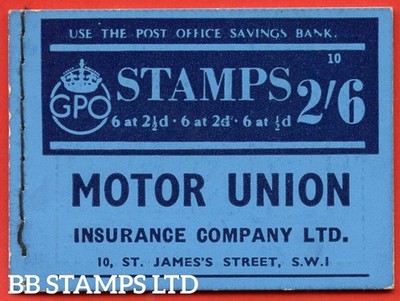 USE THE POST OFFICE SAVINGS BANK.
10
GPO STAMPS 2/6
6 at 2½d · 6 at 2d · 6 at ½d
MOTOR UNION
INSURANCE COMPANY LTD.
10, ST. JAMES'S STREET, S.W.1
BB STAMPS LTD